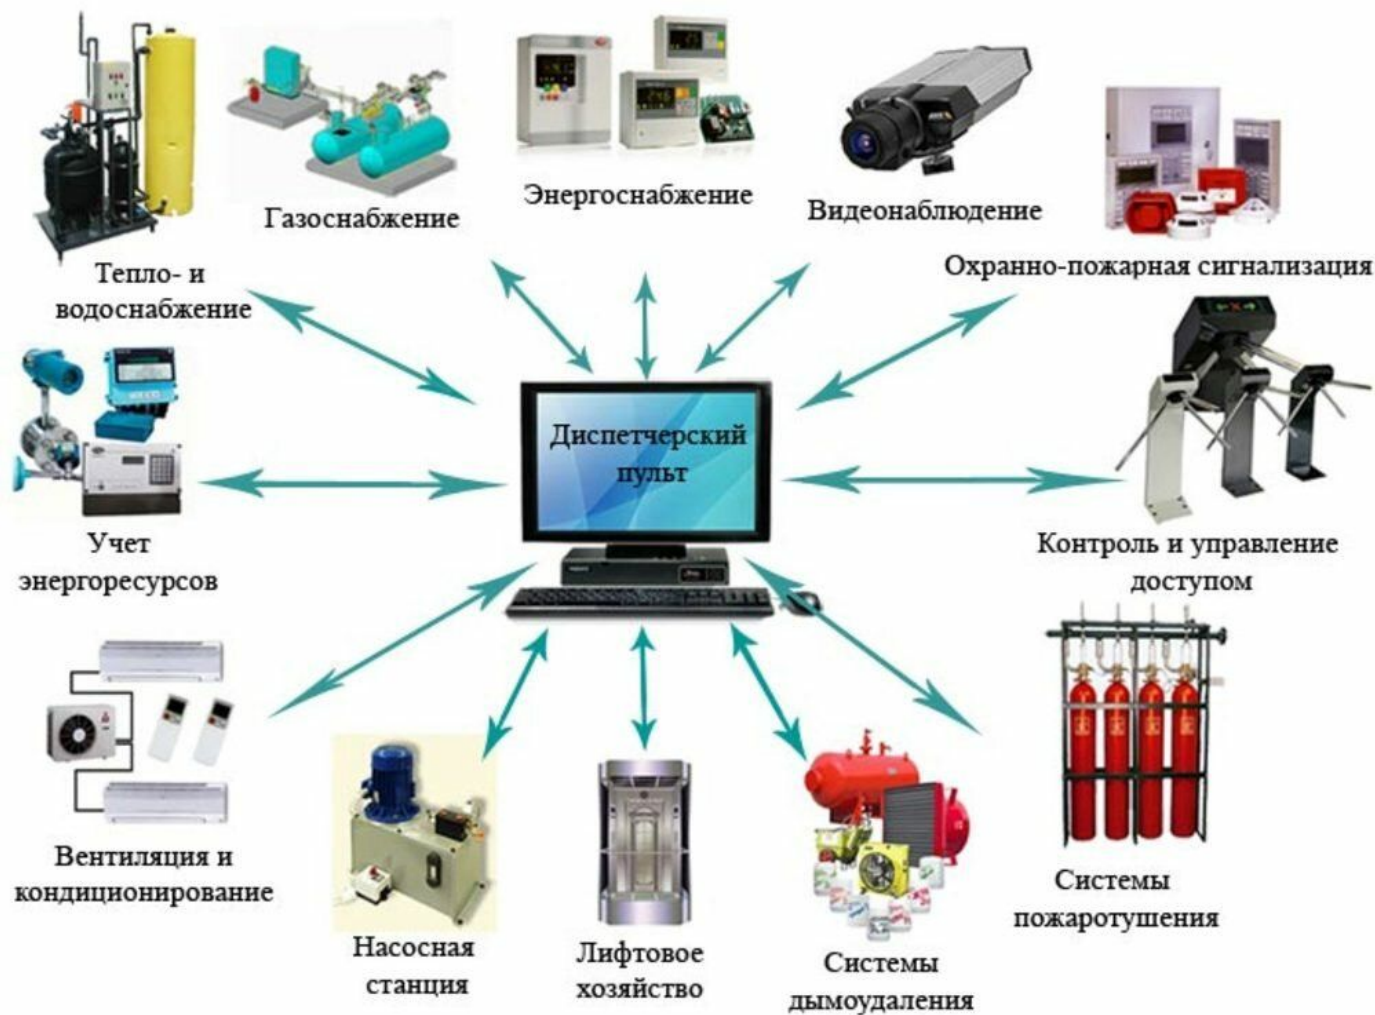 Энергоснабжение
Газоснабжение
Видеонаблюдение
Тепло- и
водоснабжение
Охранно-пожарная сигнализация
Диспетчерский
пульт
Учет
энергоресурсов
Контроль и управление
доступом
Вентиляция и
кондиционирование
Системы
пожаротушения
Насосная
станция
Лифтовое
хозяйство
Системы
дымоудаления